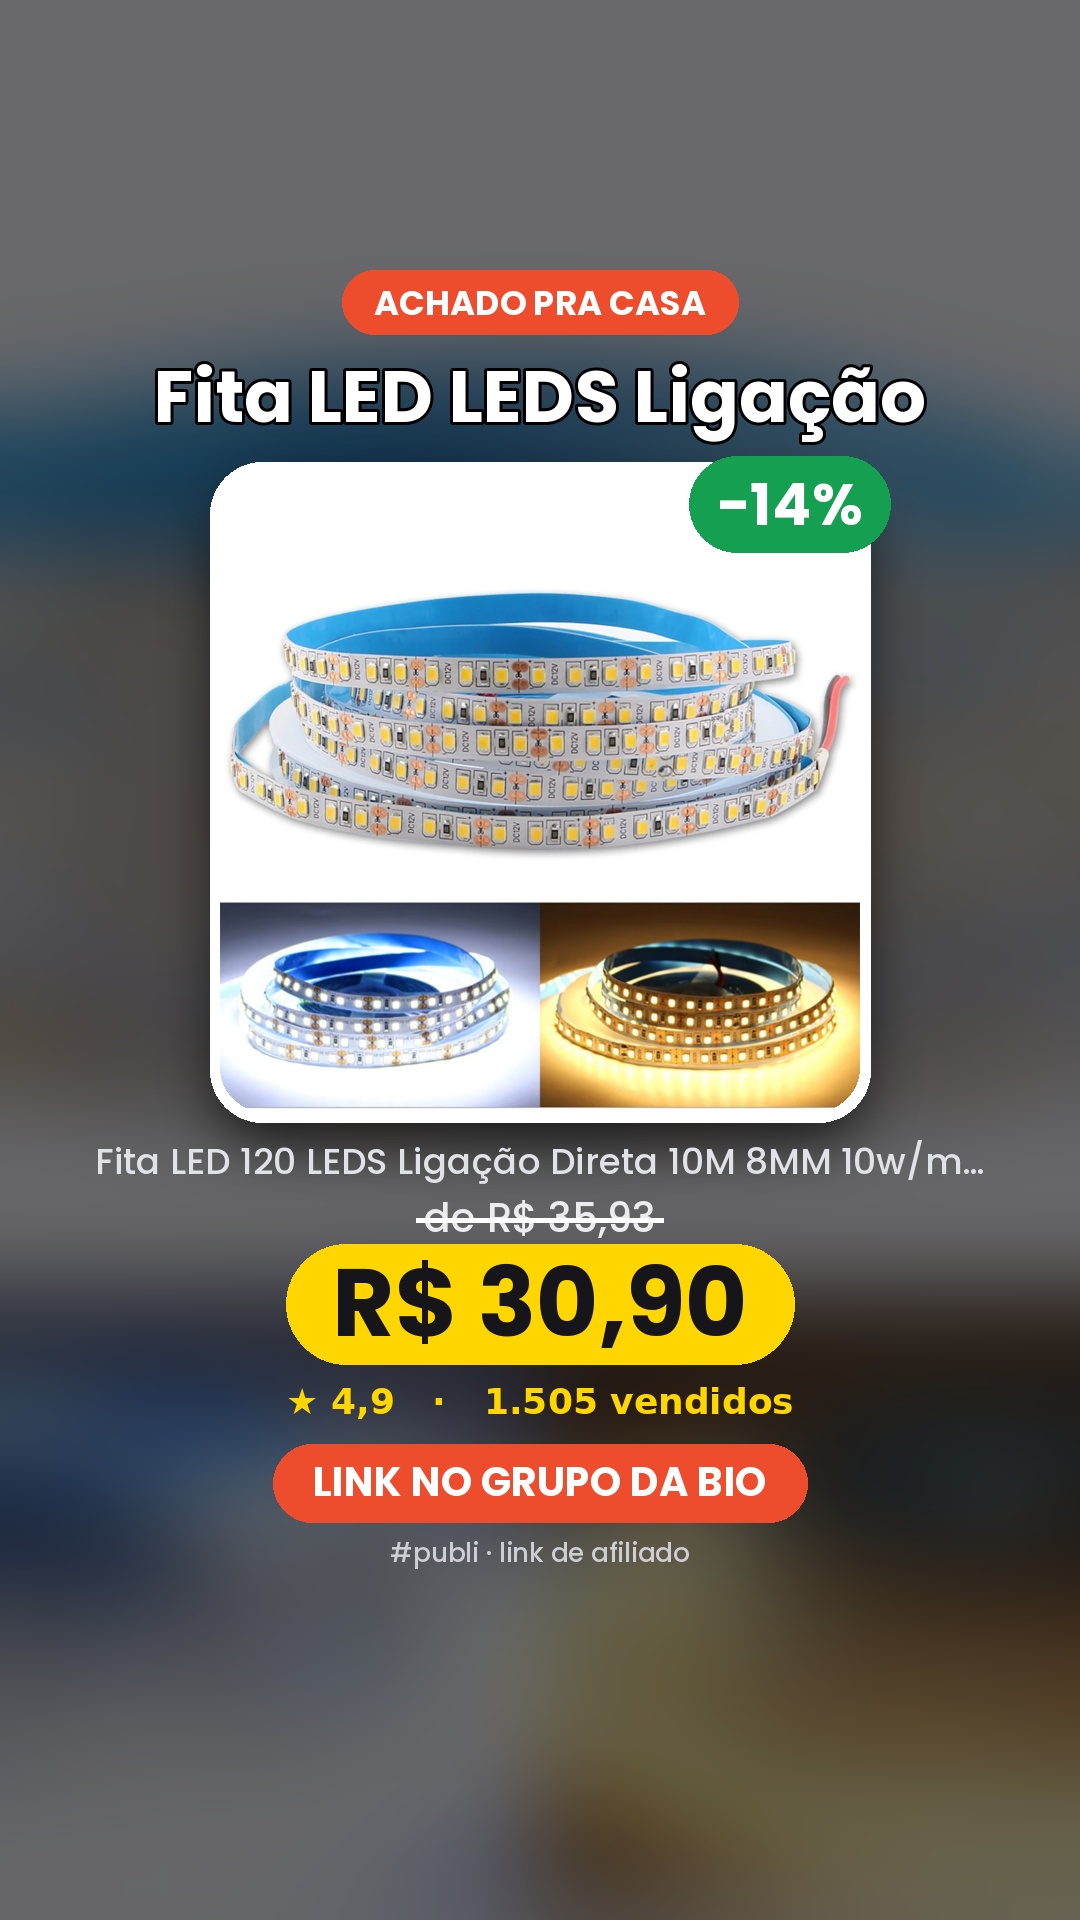 ACHADO PRA CASA
Fita LED LEDS Ligação
-14%
DC12V
Fita LED 120 LEDS Ligação Direta 10M 8MM 10w/m...
de R$ 35,93
R$ 30,90
★ 4,9 · 1.505 vendidos
LINK NO GRUPO DA BIO
#publi · link de afiliado